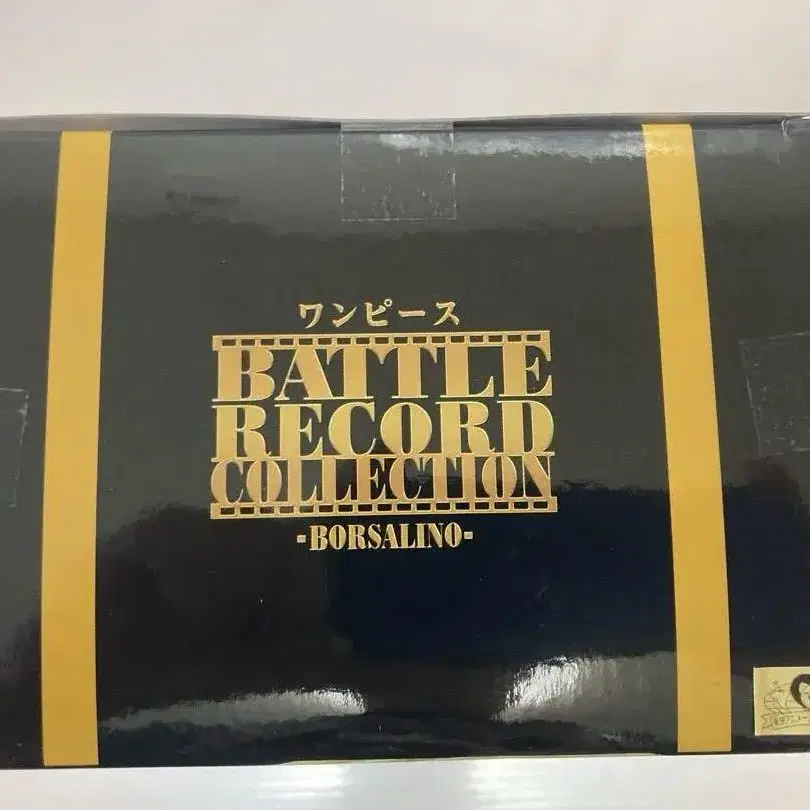 ワンピース
BATTLE
RECORD
COLLECTION
-BORSALINO-